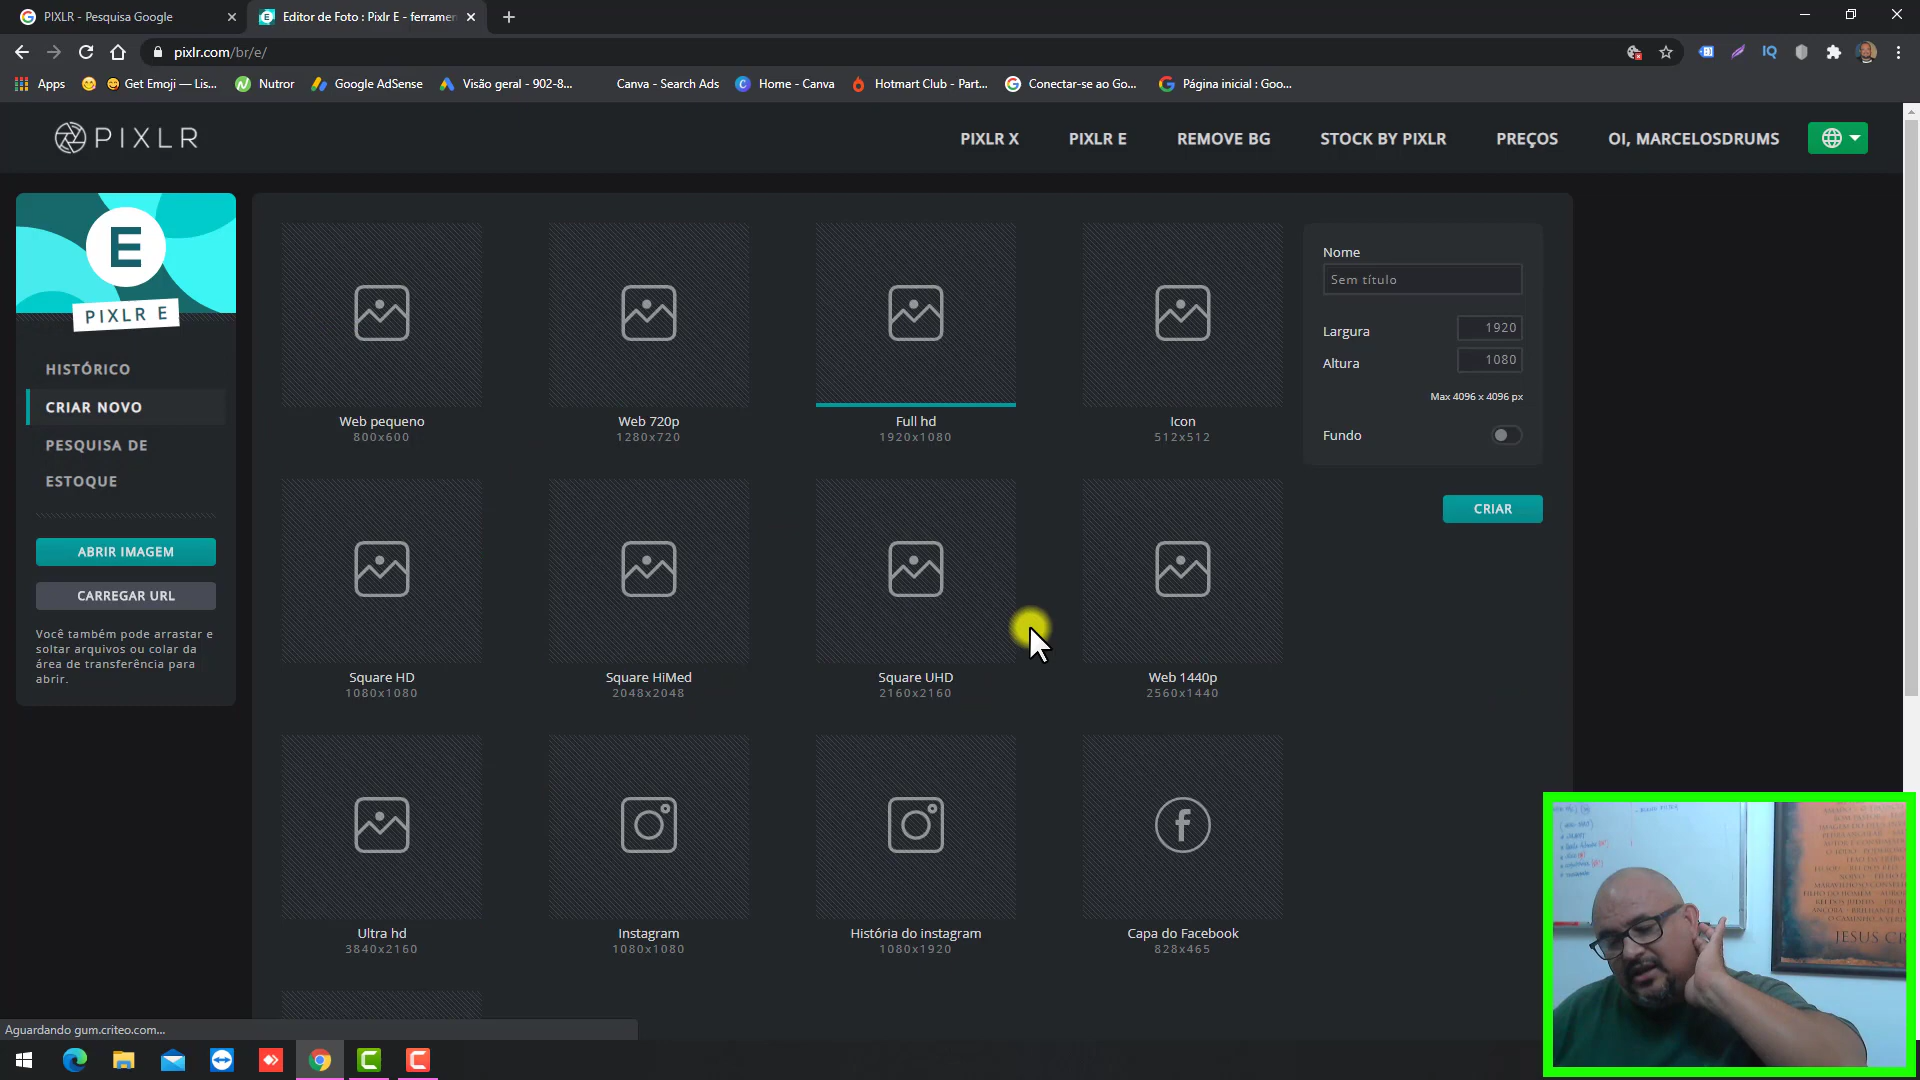 PIXLR - Pesquisa Google
Editor de Foto : Pixlr E - ferramen
pixlr.com/br/e/
Apps
Get Emoji — Lis...
Nutror
Google AdSense
Visão geral - 902-8...
Canva - Search Ads
Home - Canva
Hotmart Club - Part...
Conectar-se ao Go...
Página inicial : Goo...
PIXLR
PIXLR X
PIXLR E
REMOVE BG
STOCK BY PIXLR
PREÇOS
OI, MARCELOSDRUMS
E
PIXLR E
HISTÓRICO
CRIAR NOVO
PESQUISA DE
ESTOQUE
ABRIR IMAGEM
CARREGAR URL
Você também pode arrastar e
soltar arquivos ou colar da
área de transferência para
abrir.
Web pequeno
800x600
Web 720p
1280x720
Full hd
1920x1080
Icon
512x512
Square HD
1080x1080
Square HiMed
2048x2048
Square UHD
2160x2160
Web 1440p
2560x1440
Ultra hd
3840x2160
Instagram
1080x1080
História do instagram
1080x1920
Capa do Facebook
828x465
Nome
Sem título
Largura
1920
Altura
1080
Max 4096 x 4096 px
Fundo
CRIAR
Aguardando gum.criteo.com...
JESUS CR